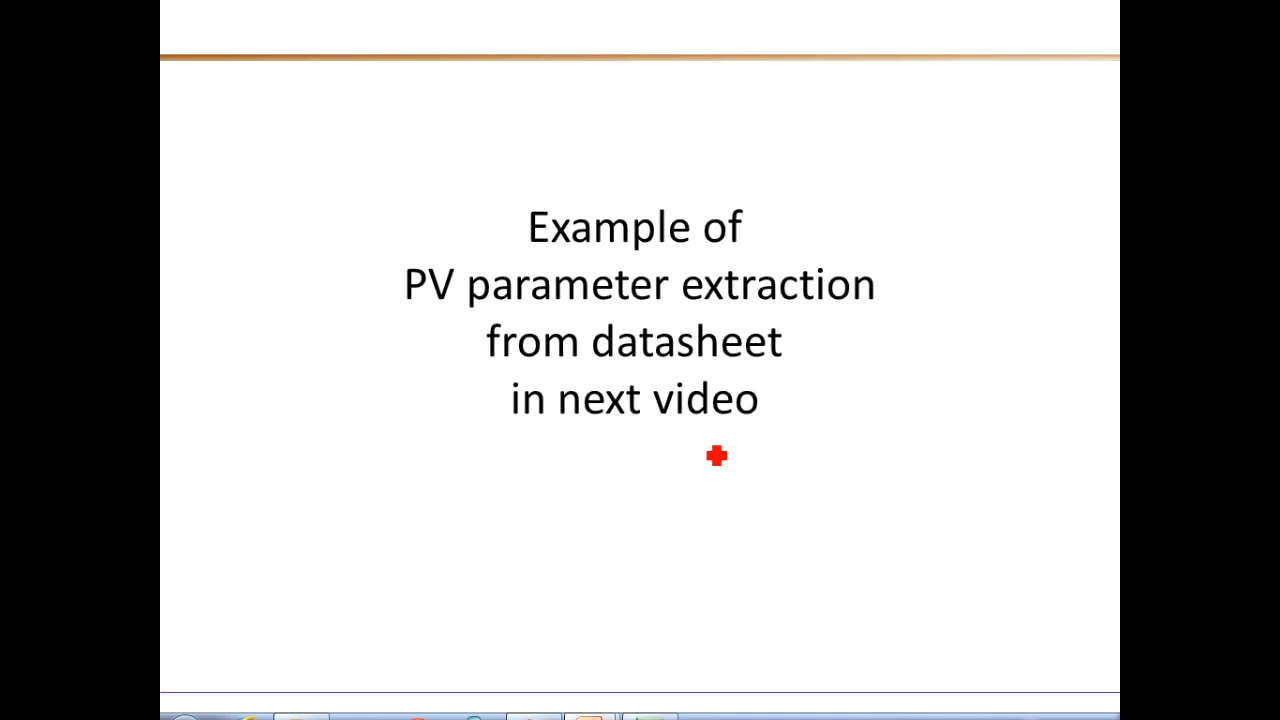 Example of
PV parameter extraction
from datasheet
in next video